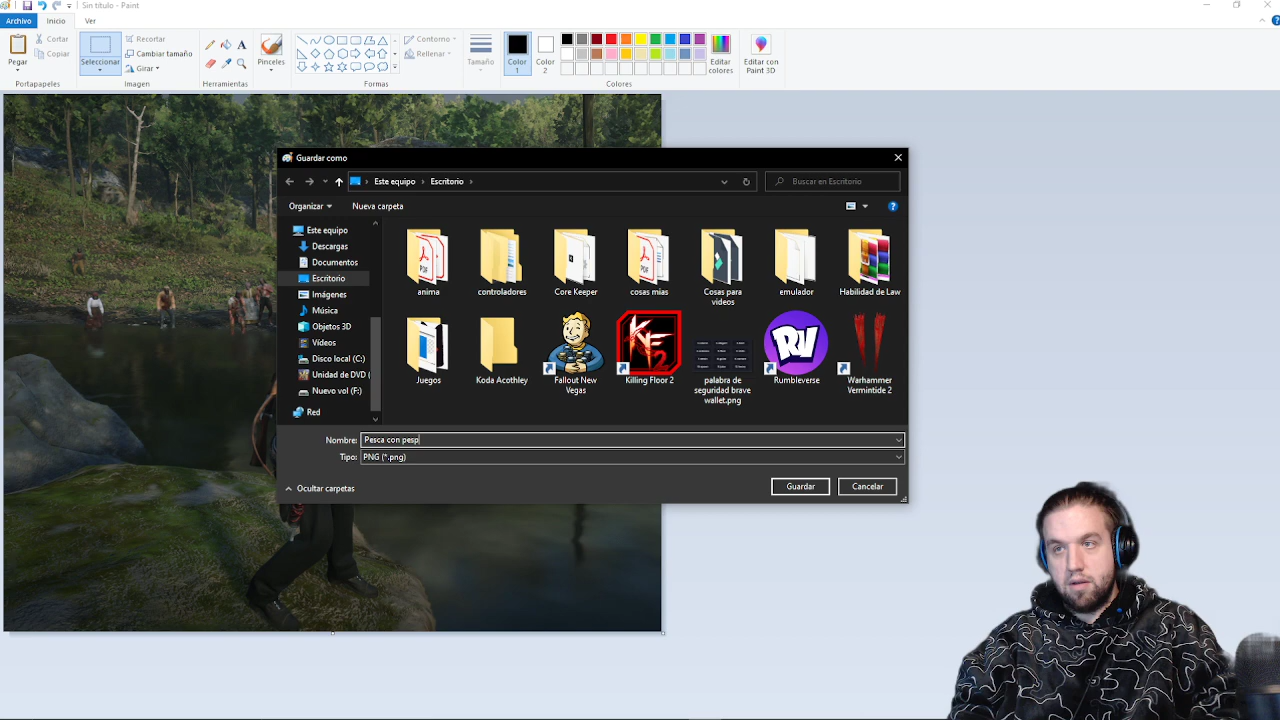 Sin título - Paint
Archivo
Inicio
Ver
Pegar
Cortar
Copiar
Portapapeles
Seleccionar
Recortar
Cambiar tamaño
Girar
Imagen
Herramientas
Pinceles
Contorno
Rellenar
Formas
Tamaño
Color 1
Color 2
Editar colores
Colores
Editar con Paint 3D
Guardar como
Este equipo
Escritorio
Buscar en Escritorio
Organizar
Nueva carpeta
Este equipo
Descargas
Documentos
Escritorio
Imágenes
Música
Objetos 3D
Vídeos
Disco local (C:)
Unidad de DVD (
Nuevo vol (F:)
Red
anima
controladores
Core Keeper
cosas mias
Cosas para videos
emulador
Habilidad de Law
Juegos
Koda Acothley
Fallout New Vegas
Killing Floor 2
palabra de seguridad brave wallet.png
Rumbleverse
Warhammer Vermintide 2
PDF
PDF
KF2
RV
Nombre: Pesca con pesp
Tipo: PNG (*.png)
Ocultar carpetas
Guardar
Cancelar